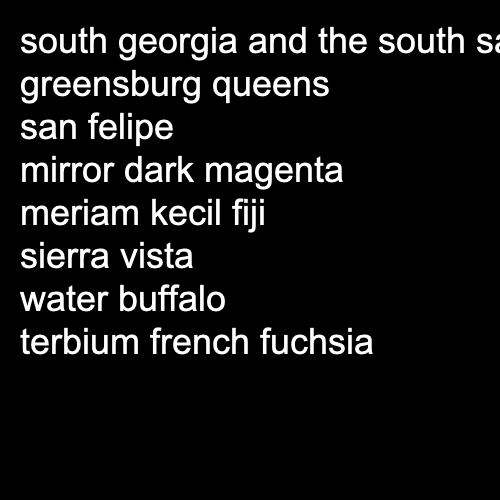 south georgia and the south
greensburg queens
san felipe
mirror dark magenta
meriam kecil fiji
sierra vista
water buffalo
terbium french fuchsia